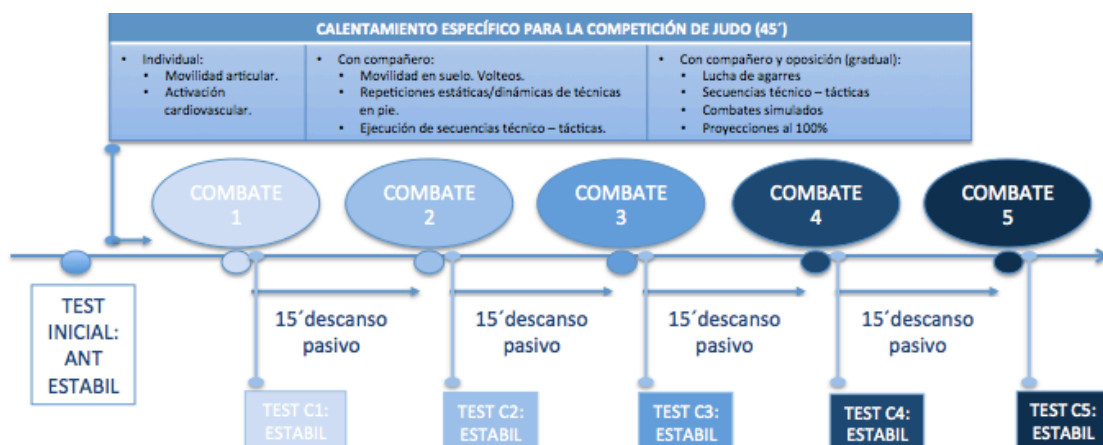 CALENTAMIENTO ESPECÍFICO PARA LA COMPETICIÓN DE JUDO (45´)
• Individual:
• Movilidad articular.
• Activación
cardiovascular.
• Con compañero:
• Movilidad en suelo. Volteos.
• Repeticiones estáticas/dinámicas de técnicas
en pie.
• Ejecución de secuencias técnico – tácticas.
• Con compañero y oposición (gradual):
• Lucha de agarres
• Secuencias técnico – tácticas
• Combates simulados
• Proyecciones al 100%
COMBATE
1
COMBATE
2
COMBATE
3
COMBATE
4
COMBATE
5
TEST
INICIAL:
ANT
ESTABIL
15´descanso
pasivo
15´descanso
pasivo
15´descanso
pasivo
15´descanso
pasivo
TEST C1:
ESTABIL
TEST C2:
ESTABIL
TEST C3:
ESTABIL
TEST C4:
ESTABIL
TEST C5:
ESTABIL